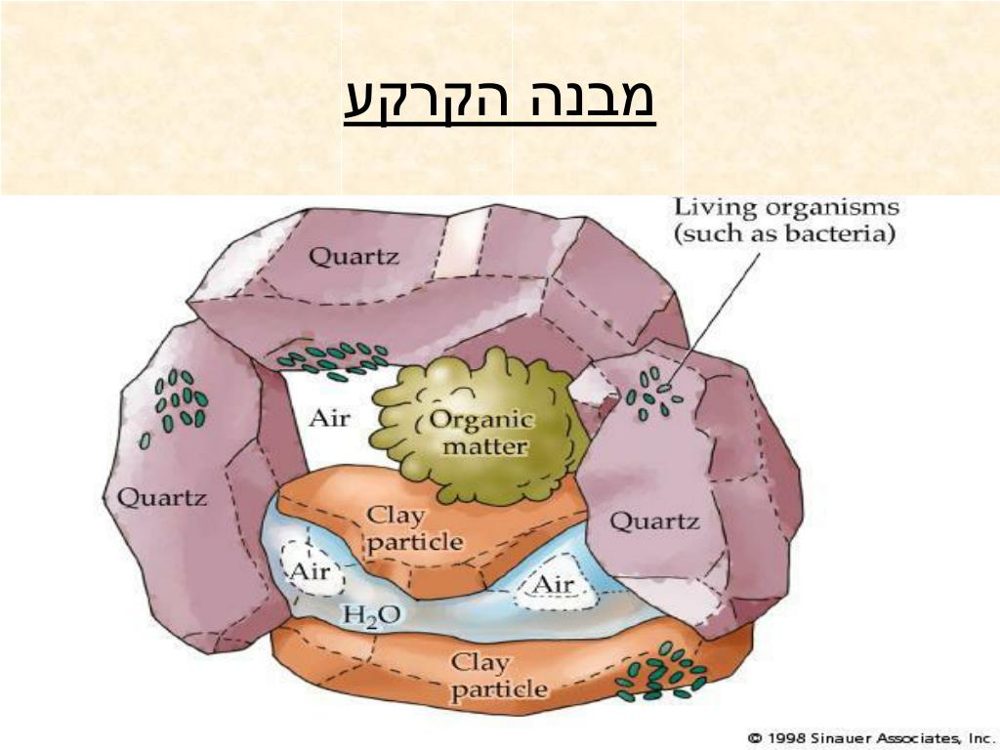 מבנה הקרקע
Living organisms
(such as bacteria)
Quartz
Air
Organic
matter
Quartz
Clay
particle
Quartz
Air
Air
H₂O
Clay
particle
© 1998 Sinauer Associates, Inc.